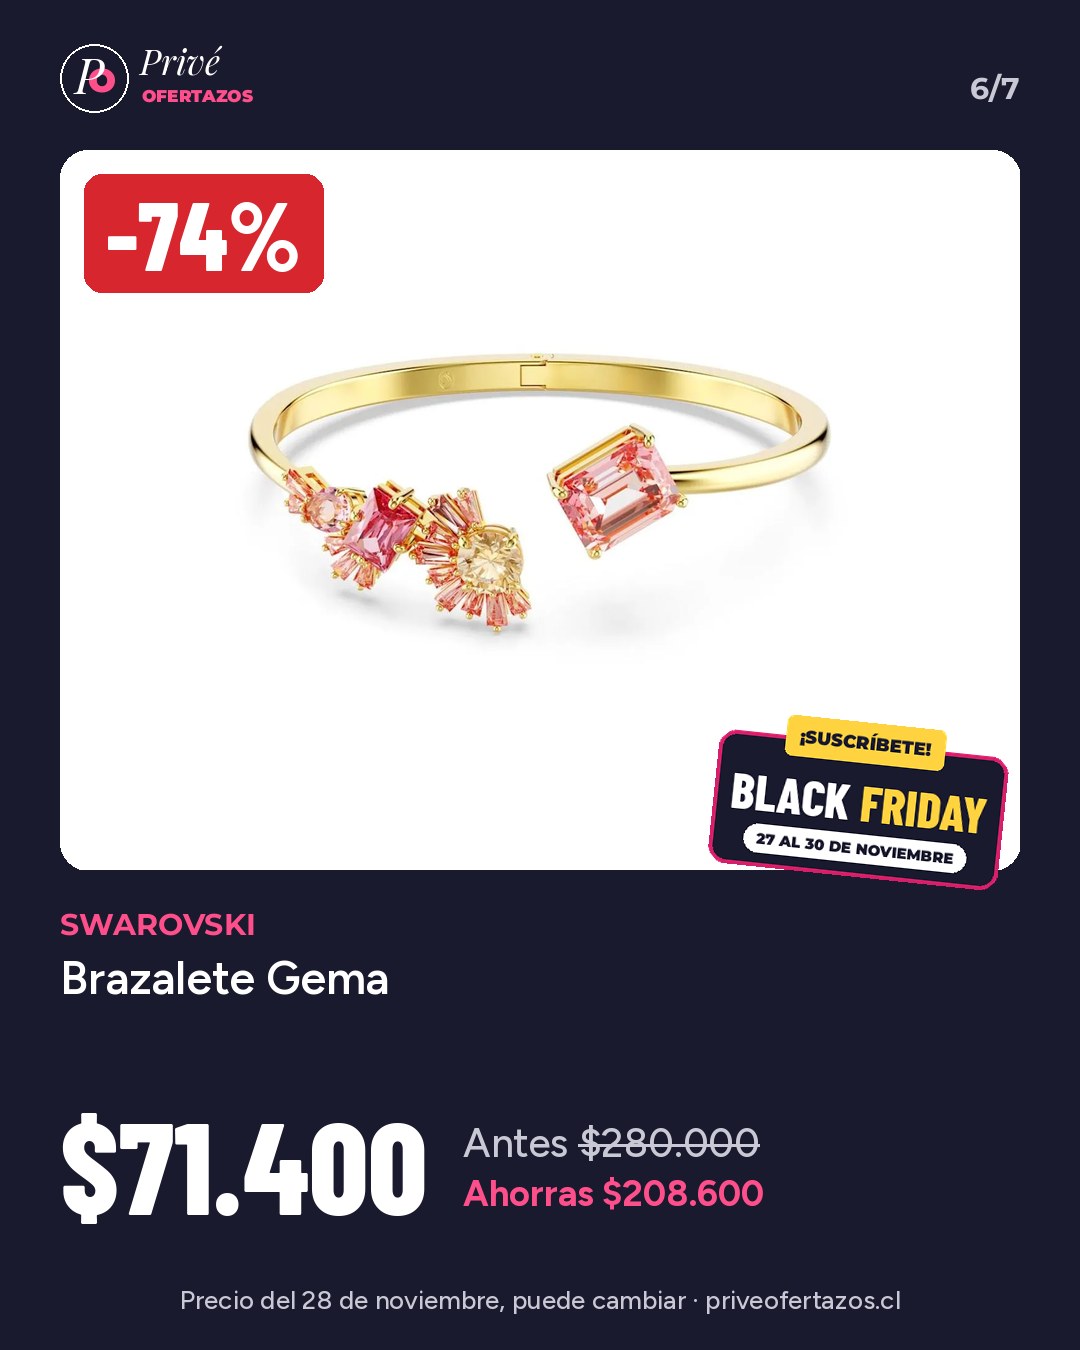 Privé
OFERTAZOS
6/7
-74%
¡SUSCRÍBETE!
BLACK FRIDAY
27 AL 30 DE NOVIEMBRE
SWAROVSKI
Brazalete Gema
$71.400
Antes $280.000
Ahorras $208.600
Precio del 28 de noviembre, puede cambiar · priveofertazos.cl